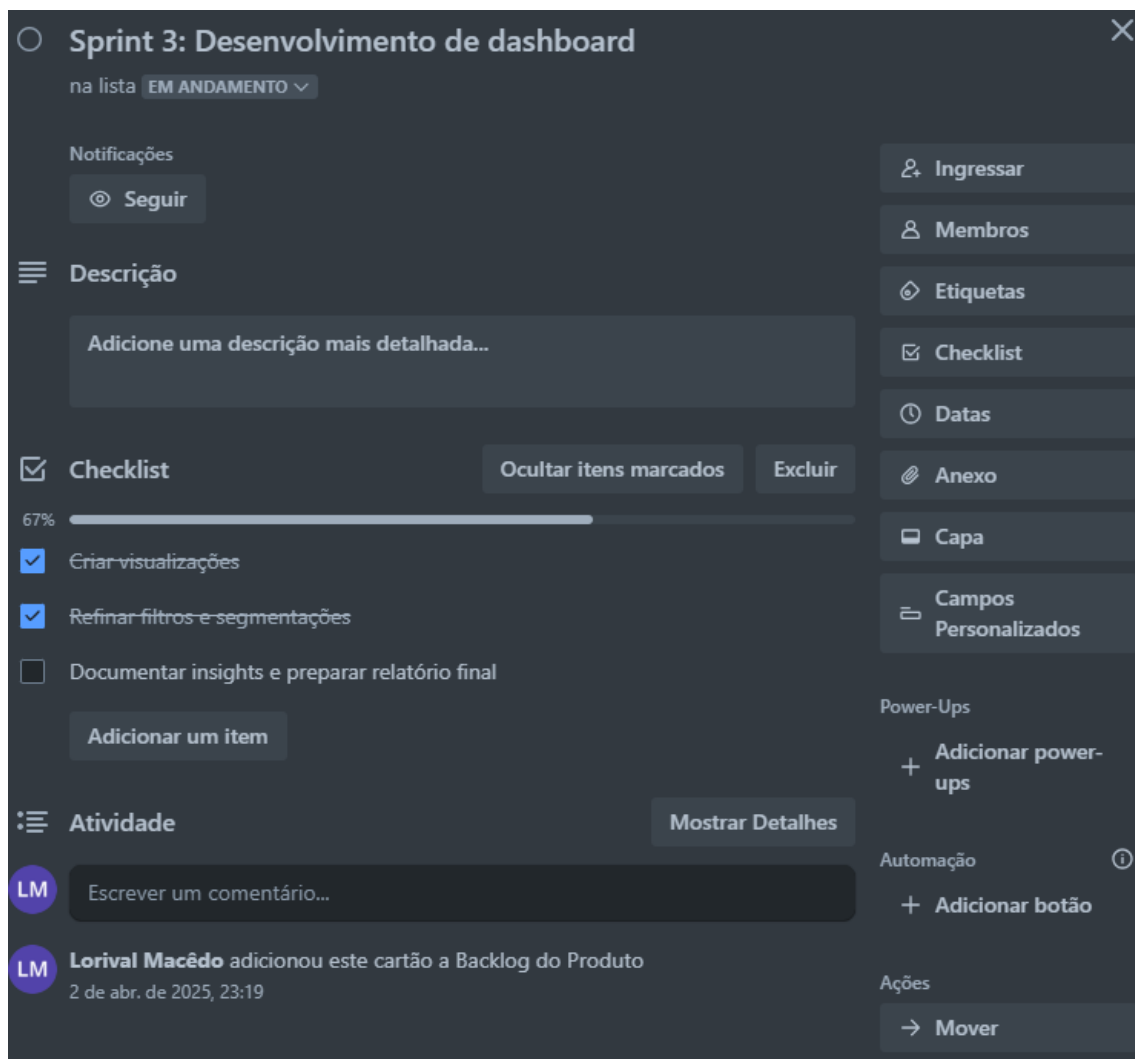 Sprint 3: Desenvolvimento de dashboard
na lista EM ANDAMENTO
Notificações
Seguir
Descrição
Adicione uma descrição mais detalhada...
Checklist
Ocultar itens marcados
Excluir
67%
Criar visualizações
Refinar filtros e segmentações
Documentar insights e preparar relatório final
Adicionar um item
Atividade
Mostrar Detalhes
LM
Escrever um comentário...
LM
Lorival Macêdo adicionou este cartão a Backlog do Produto
2 de abr. de 2025, 23:19
Ingressar
Membros
Etiquetas
Checklist
Datas
Anexo
Capa
Campos
Personalizados
Power-Ups
Adicionar power-
ups
Automação
Adicionar botão
Ações
Mover